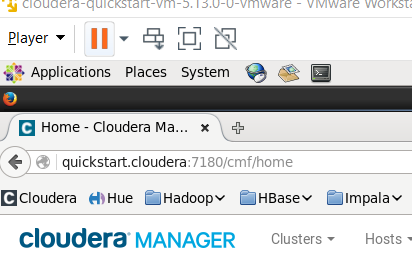 cloudera-quickstart-vm-5.13.0-0-vmware - VMware Workst
Player
Applications Places System
Home - Cloudera Ma...
quickstart.cloudera:7180/cmf/home
Cloudera Hue Hadoop HBase Impala
cloudera MANAGER Clusters Hosts